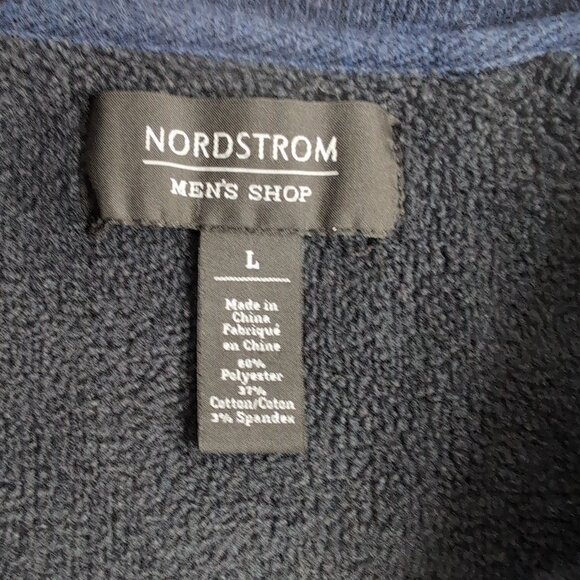 NORDSTROM
MEN'S SHOP
L
Made in
China
Fabriqué
en Chine
60%
Polyester
37%
Cotton/Coton
3% Spandex